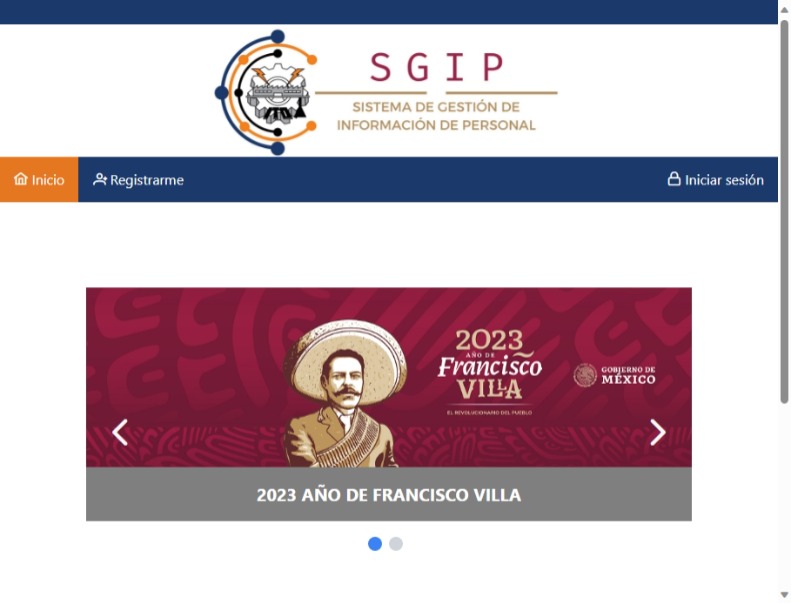 SGIP
SISTEMA DE GESTIÓN DE
INFORMACIÓN DE PERSONAL
ITO
Inicio
Registrarme
Iniciar sesión
2023
AÑO DE
Francisco
VILLA
EL REVOLUCIONARIO DEL PUEBLO
GOBIERNO DE
MÉXICO
2023 AÑO DE FRANCISCO VILLA